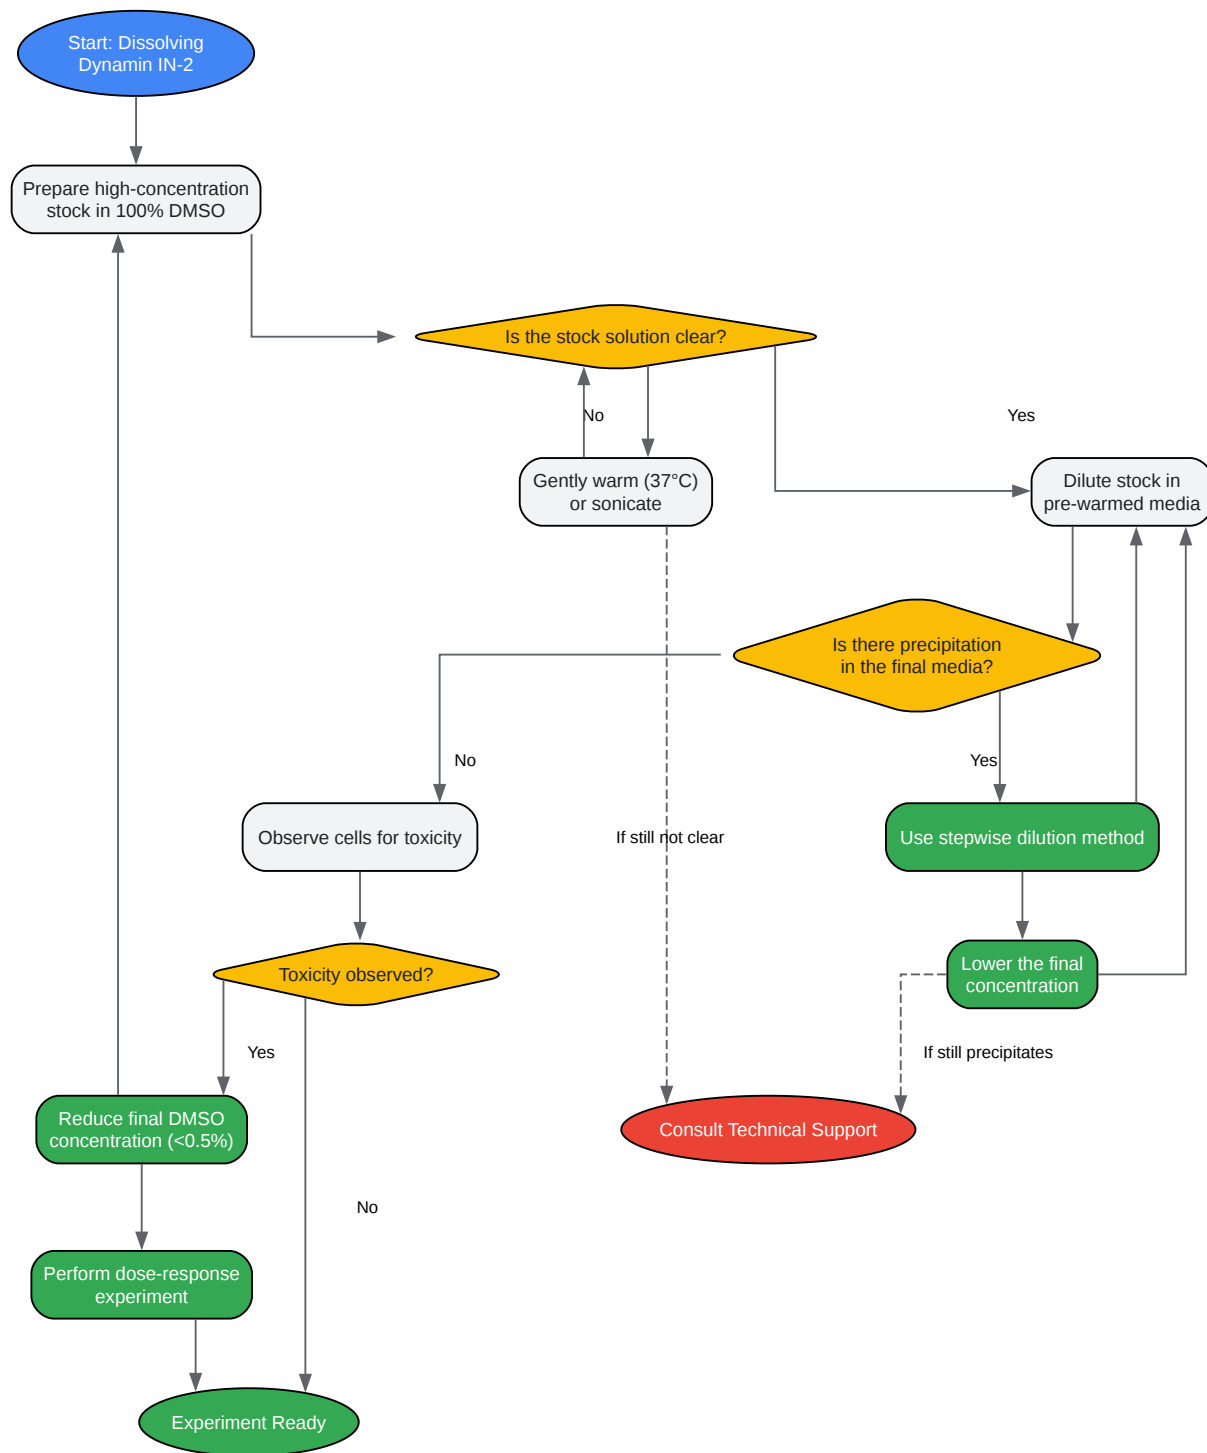 Start: Dissolving
Dynamin IN-2
Prepare high-concentration
stock in 100% DMSO
Is the stock solution clear?
No
Yes
Gently warm (37°C)
or sonicate
Dilute stock in
pre-warmed media
Is there precipitation
in the final media?
No
Yes
Observe cells for toxicity
If still not clear
Use stepwise dilution method
Toxicity observed?
Lower the final
concentration
Yes
If still precipitates
Reduce final DMSO
concentration (<0.5%)
Consult Technical Support
No
Perform dose-response
experiment
Experiment Ready